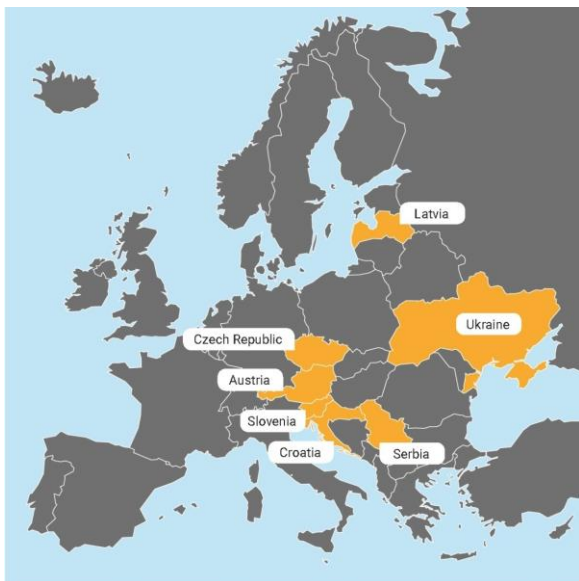 Latvia
Ukraine
Czech Republic
Austria
Slovenia
Croatia
Serbia